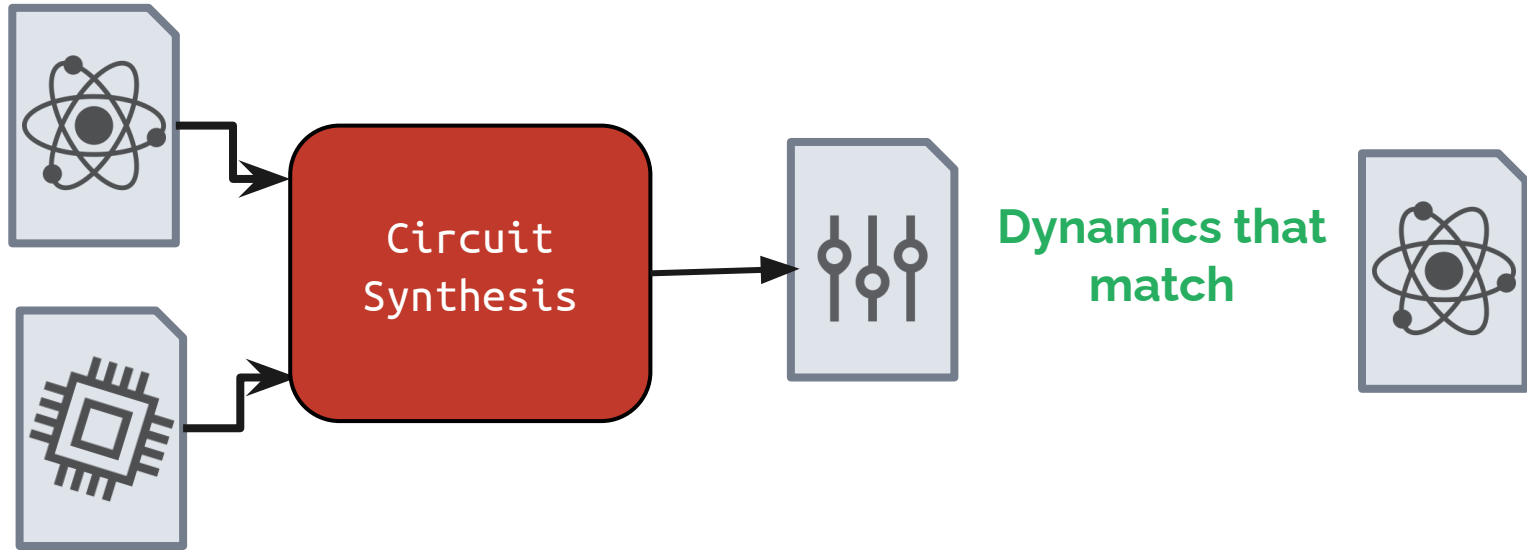 Circuit
Synthesis
Dynamics that
match